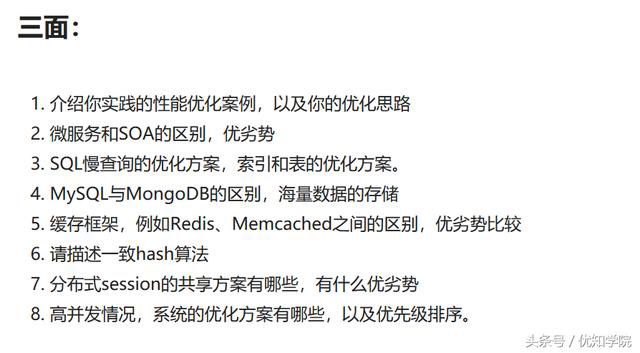 三面：
1. 介绍你实践的性能优化案例，以及你的优化思路
2. 微服务和SOA的区别，优劣势
3. SQL慢查询的优化方案，索引和表的优化方案。
4. MySQL与MongoDB的区别，海量数据的存储
5. 缓存框架，例如Redis、Memcached之间的区别，优劣势比较
6. 请描述一致hash算法
7. 分布式session的共享方案有哪些，有什么优劣势
8. 高并发情况，系统的优化方案有哪些，以及优先级排序。
头条号 / 优知学院